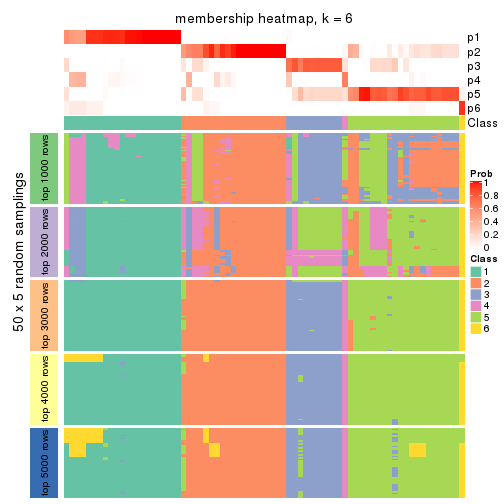 membership heatmap, k = 6
p1
p2
p3
p4
p5
p6
Class
50 x 5 random samplings
top 1000 rows
top 2000 rows
top 3000 rows
top 4000 rows
top 5000 rows
Prob
1
0.8
0.6
0.4
0.2
0
Class
1
2
3
4
5
6